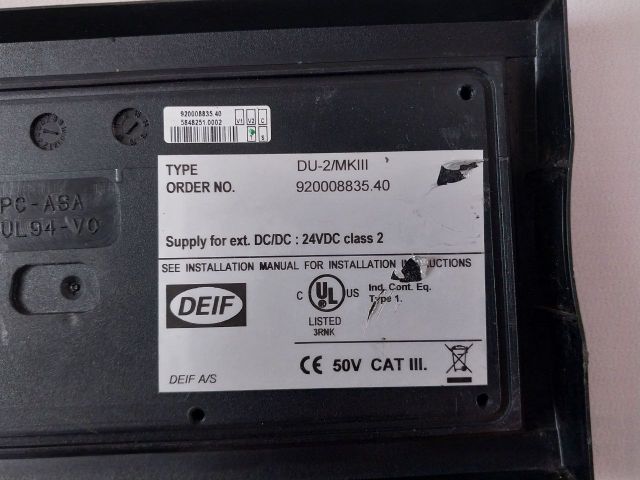 920008835.40
5848251.0002
V1 V2 C
S
TYPE DU-2/MKIII
ORDER NO. 920008835.40
PC-ASA
UL94-V0
Supply for ext. DC/DC : 24VDC class 2
SEE INSTALLATION MANUAL FOR INSTALLATION INSTRUCTIONS
DEIF
C UL US
LISTED
3RNK
Ind. Cont. Eq.
Type 1.
CE 50V CAT III.
DEIF A/S